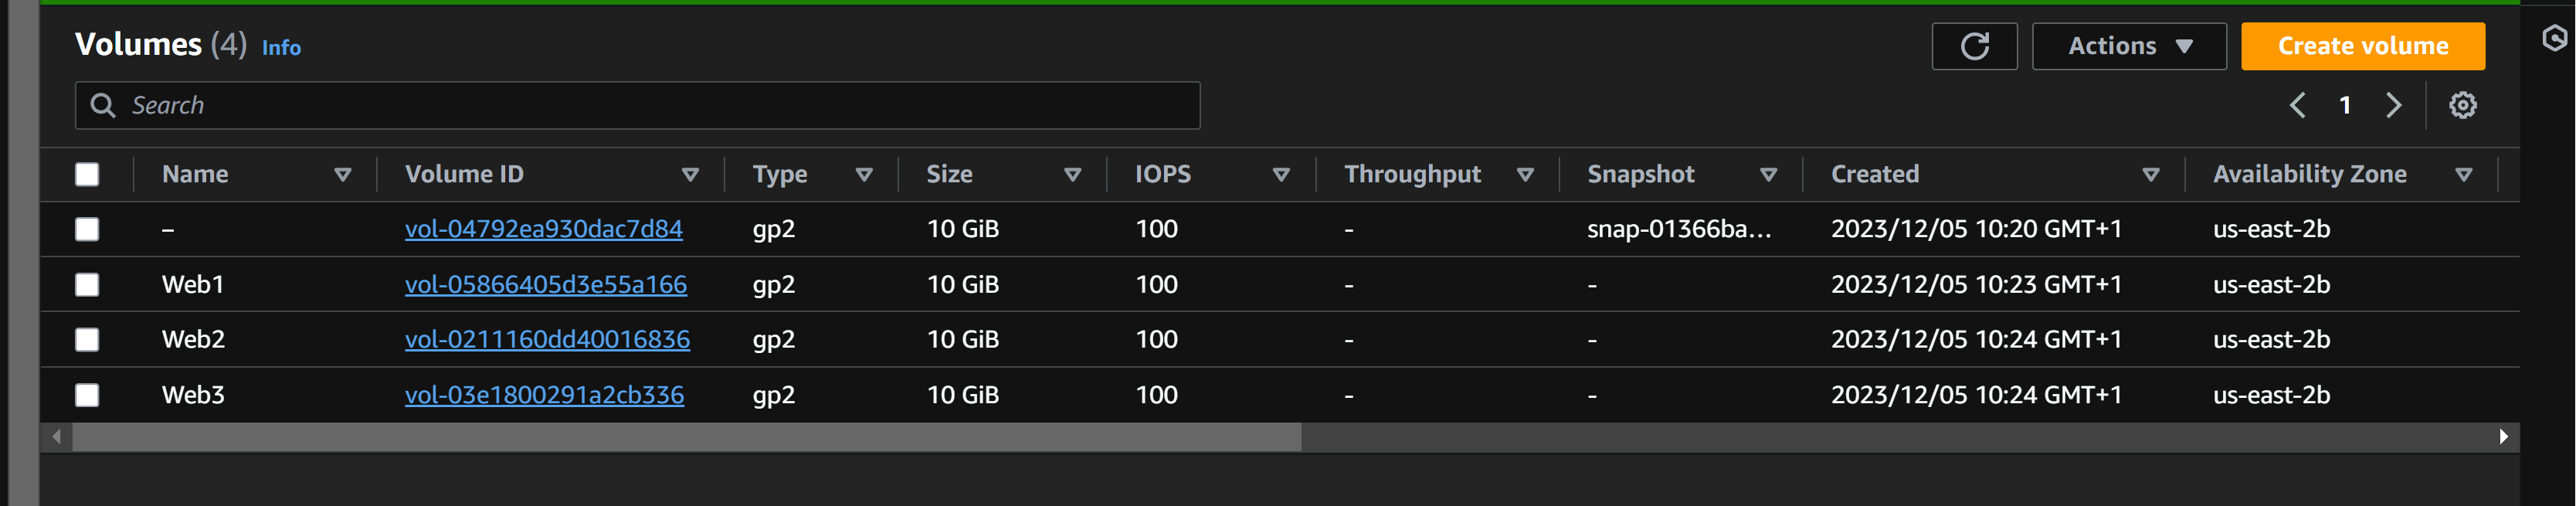 Volumes (4) Info
Actions
Create volume
Search
1
Name Volume ID Type Size IOPS Throughput Snapshot Created Availability Zone
– vol-04792ea930dac7d84 gp2 10 GiB 100 - snap-01366ba... 2023/12/05 10:20 GMT+1 us-east-2b
Web1 vol-05866405d3e55a166 gp2 10 GiB 100 - - 2023/12/05 10:23 GMT+1 us-east-2b
Web2 vol-0211160dd40016836 gp2 10 GiB 100 - - 2023/12/05 10:24 GMT+1 us-east-2b
Web3 vol-03e1800291a2cb336 gp2 10 GiB 100 - - 2023/12/05 10:24 GMT+1 us-east-2b